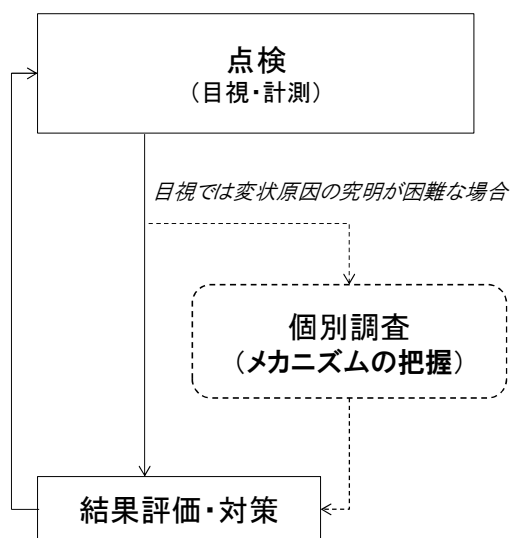 点検
（目視・計測）
目視では変状原因の究明が困難な場合
個別調査
（メカニズムの把握）
結果評価・対策